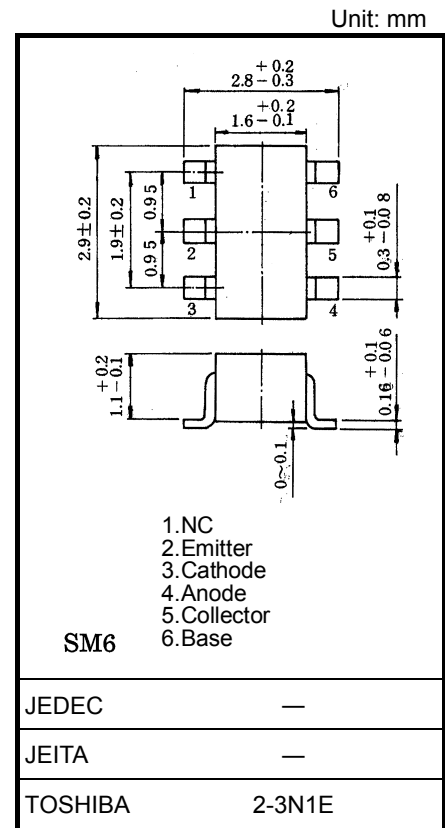 Unit: mm
+0.2
2.8-0.3
+0.2
1.6-0.1
1
6
2.9±0.2
1.9±0.2
0.95
0.95
2
5
3
4
+0.1
0.3-0.08
+0.2
1.1-0.1
+0.1
0.16-0.06
0~0.1
1.NC
2.Emitter
3.Cathode
4.Anode
5.Collector
6.Base
SM6
JEDEC —
JEITA —
TOSHIBA 2-3N1E